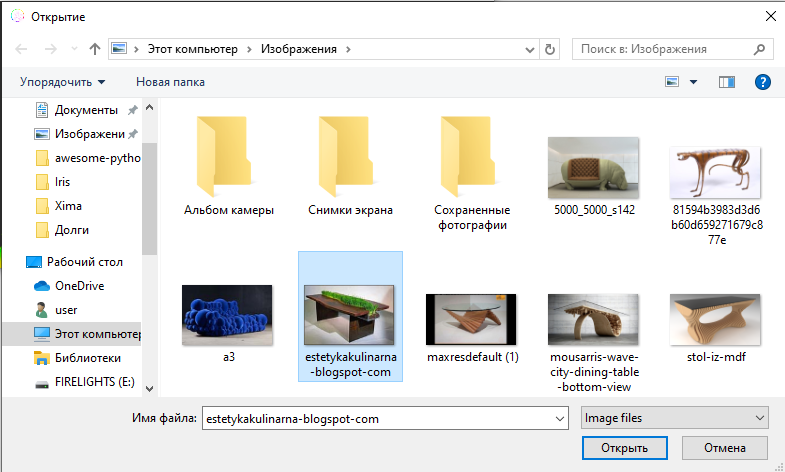 Открытие
Этот компьютер
Изображения
Поиск в: Изображения
Упорядочить
Новая папка
Документы
Изображени
awesome-pytho
Iris
Xima
Долги
Рабочий стол
OneDrive
user
Этот компьютер
Библиотеки
FIRELIGHTS (E:)
Альбом камеры
Снимки экрана
Сохраненные
фотографии
5000_5000_s142
81594b3983d3d6
b60d659271679c8
77e
a3
estetykakulinarna
-blogspot-com
maxresdefault (1)
mousarris-wave-
city-dining-table
-bottom-view
stol-iz-mdf
Имя файла:
estetykakulinarna-blogspot-com
Image files
Открыть
Отмена